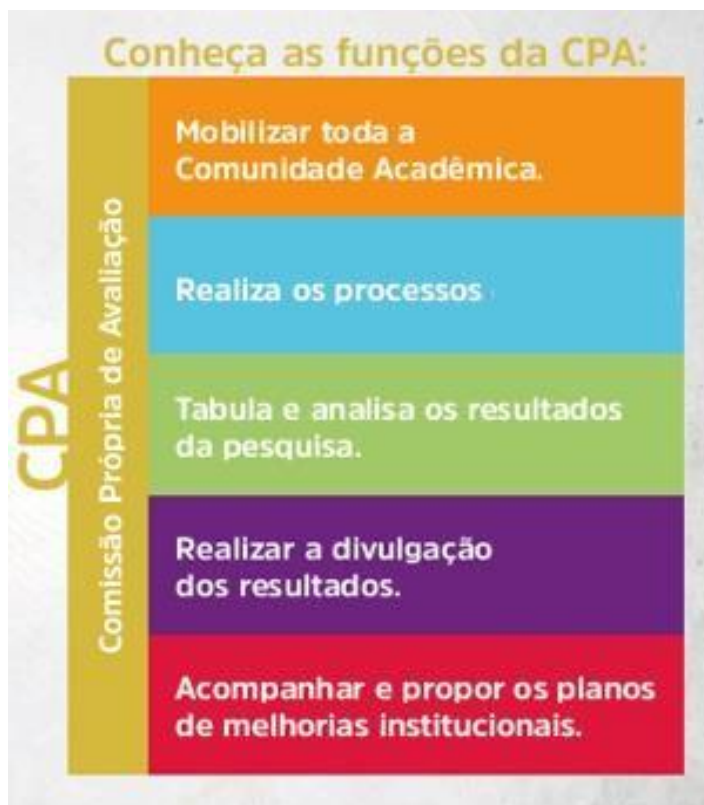 Conheça as funções da CPA:
CPA
Comissão Própria de Avaliação
Mobilizar toda a
Comunidade Acadêmica.
Realiza os processos
Tabula e analisa os resultados
da pesquisa.
Realizar a divulgação
dos resultados.
Acompanhar e propor os planos
de melhorias institucionais.